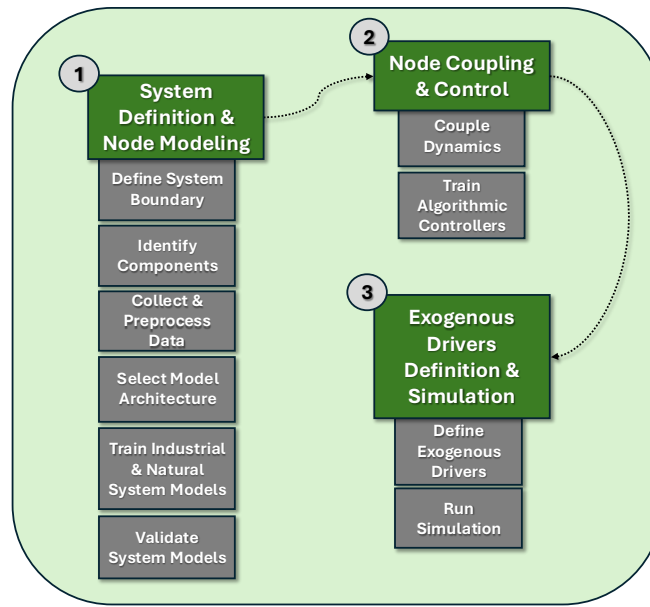 1
System
Definition &
Node Modeling
Define System
Boundary
Identify
Components
Collect &
Preprocess
Data
Select Model
Architecture
Train Industrial
& Natural
System Models
Validate
System Models
2
Node Coupling
& Control
Couple
Dynamics
Train
Algorithmic
Controllers
3
Exogenous
Drivers
Definition &
Simulation
Define
Exogenous
Drivers
Run
Simulation